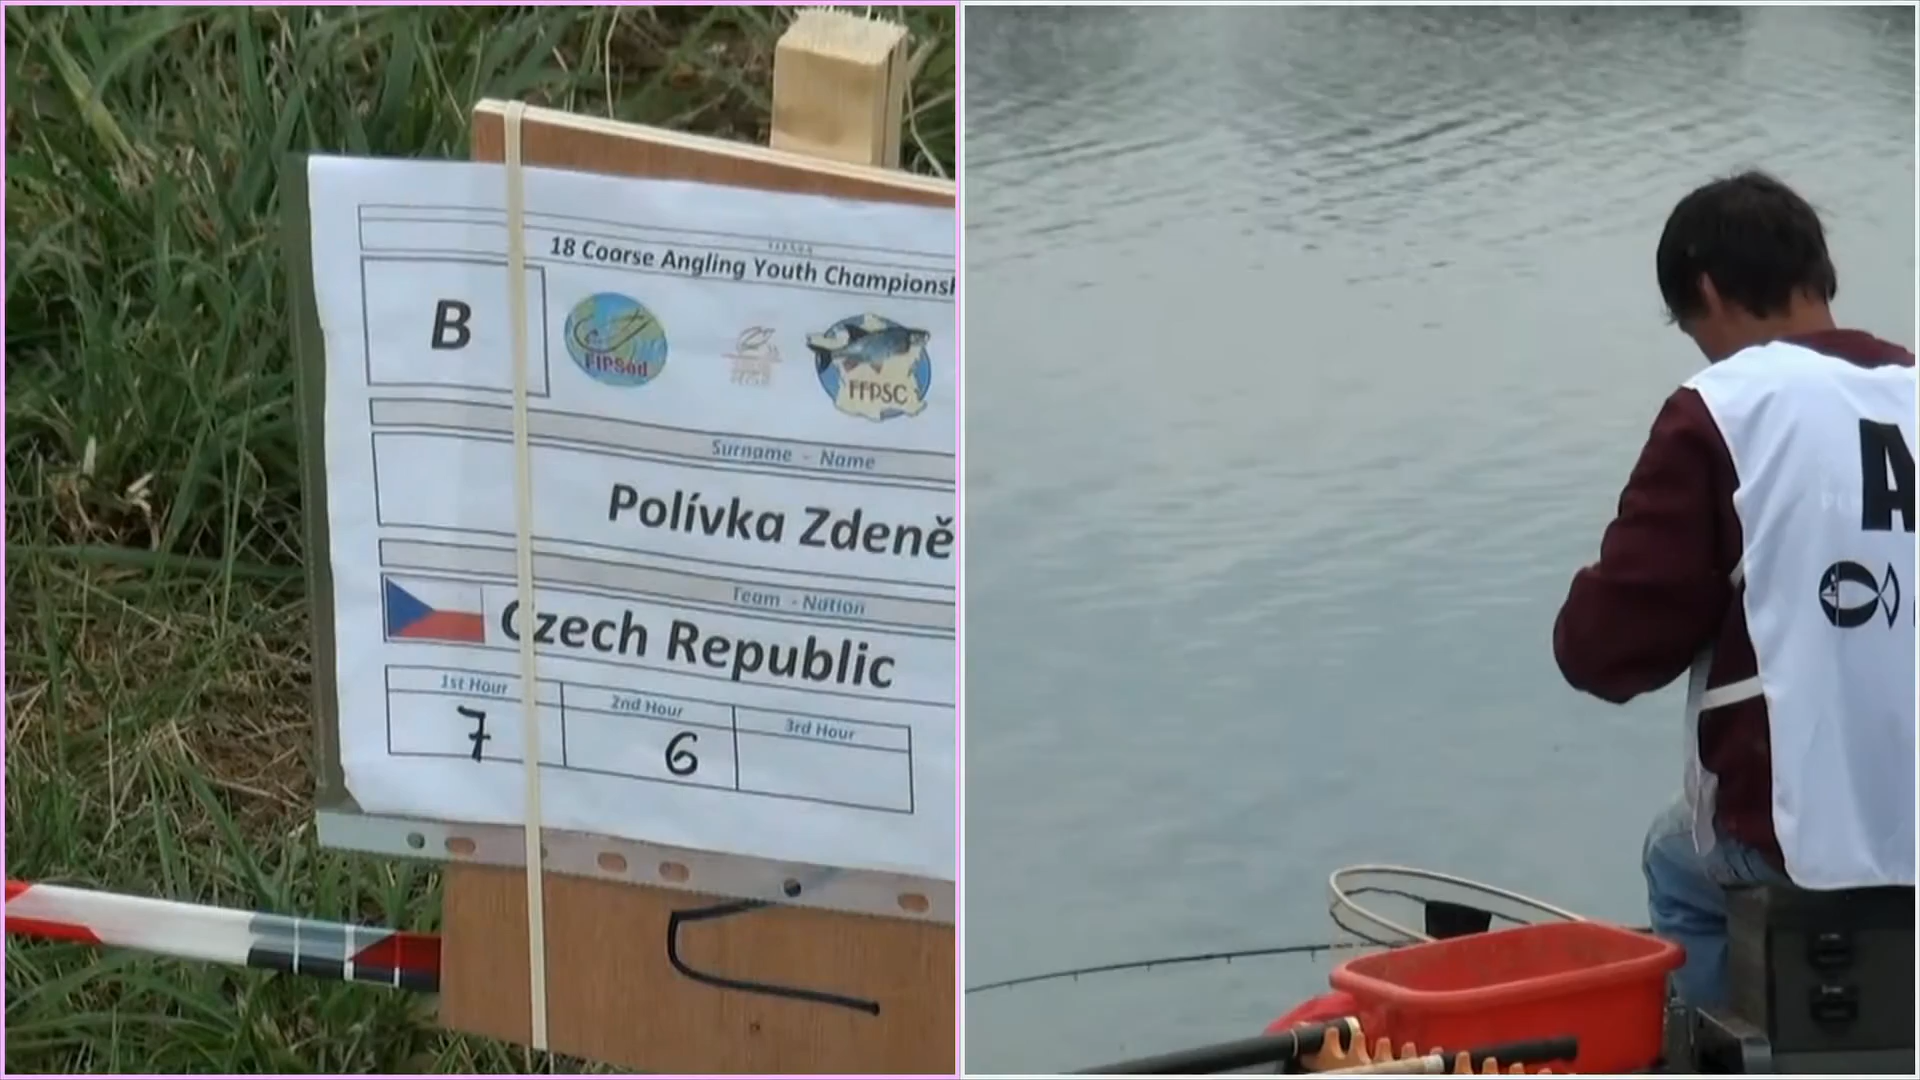 18 Coarse Angling Youth Championsh
B
FIPSed
FFPSC
Surname - Name
Polívka Zdeně
Team - Nation
Czech Republic
1st Hour
2nd Hour
3rd Hour
7
6
A